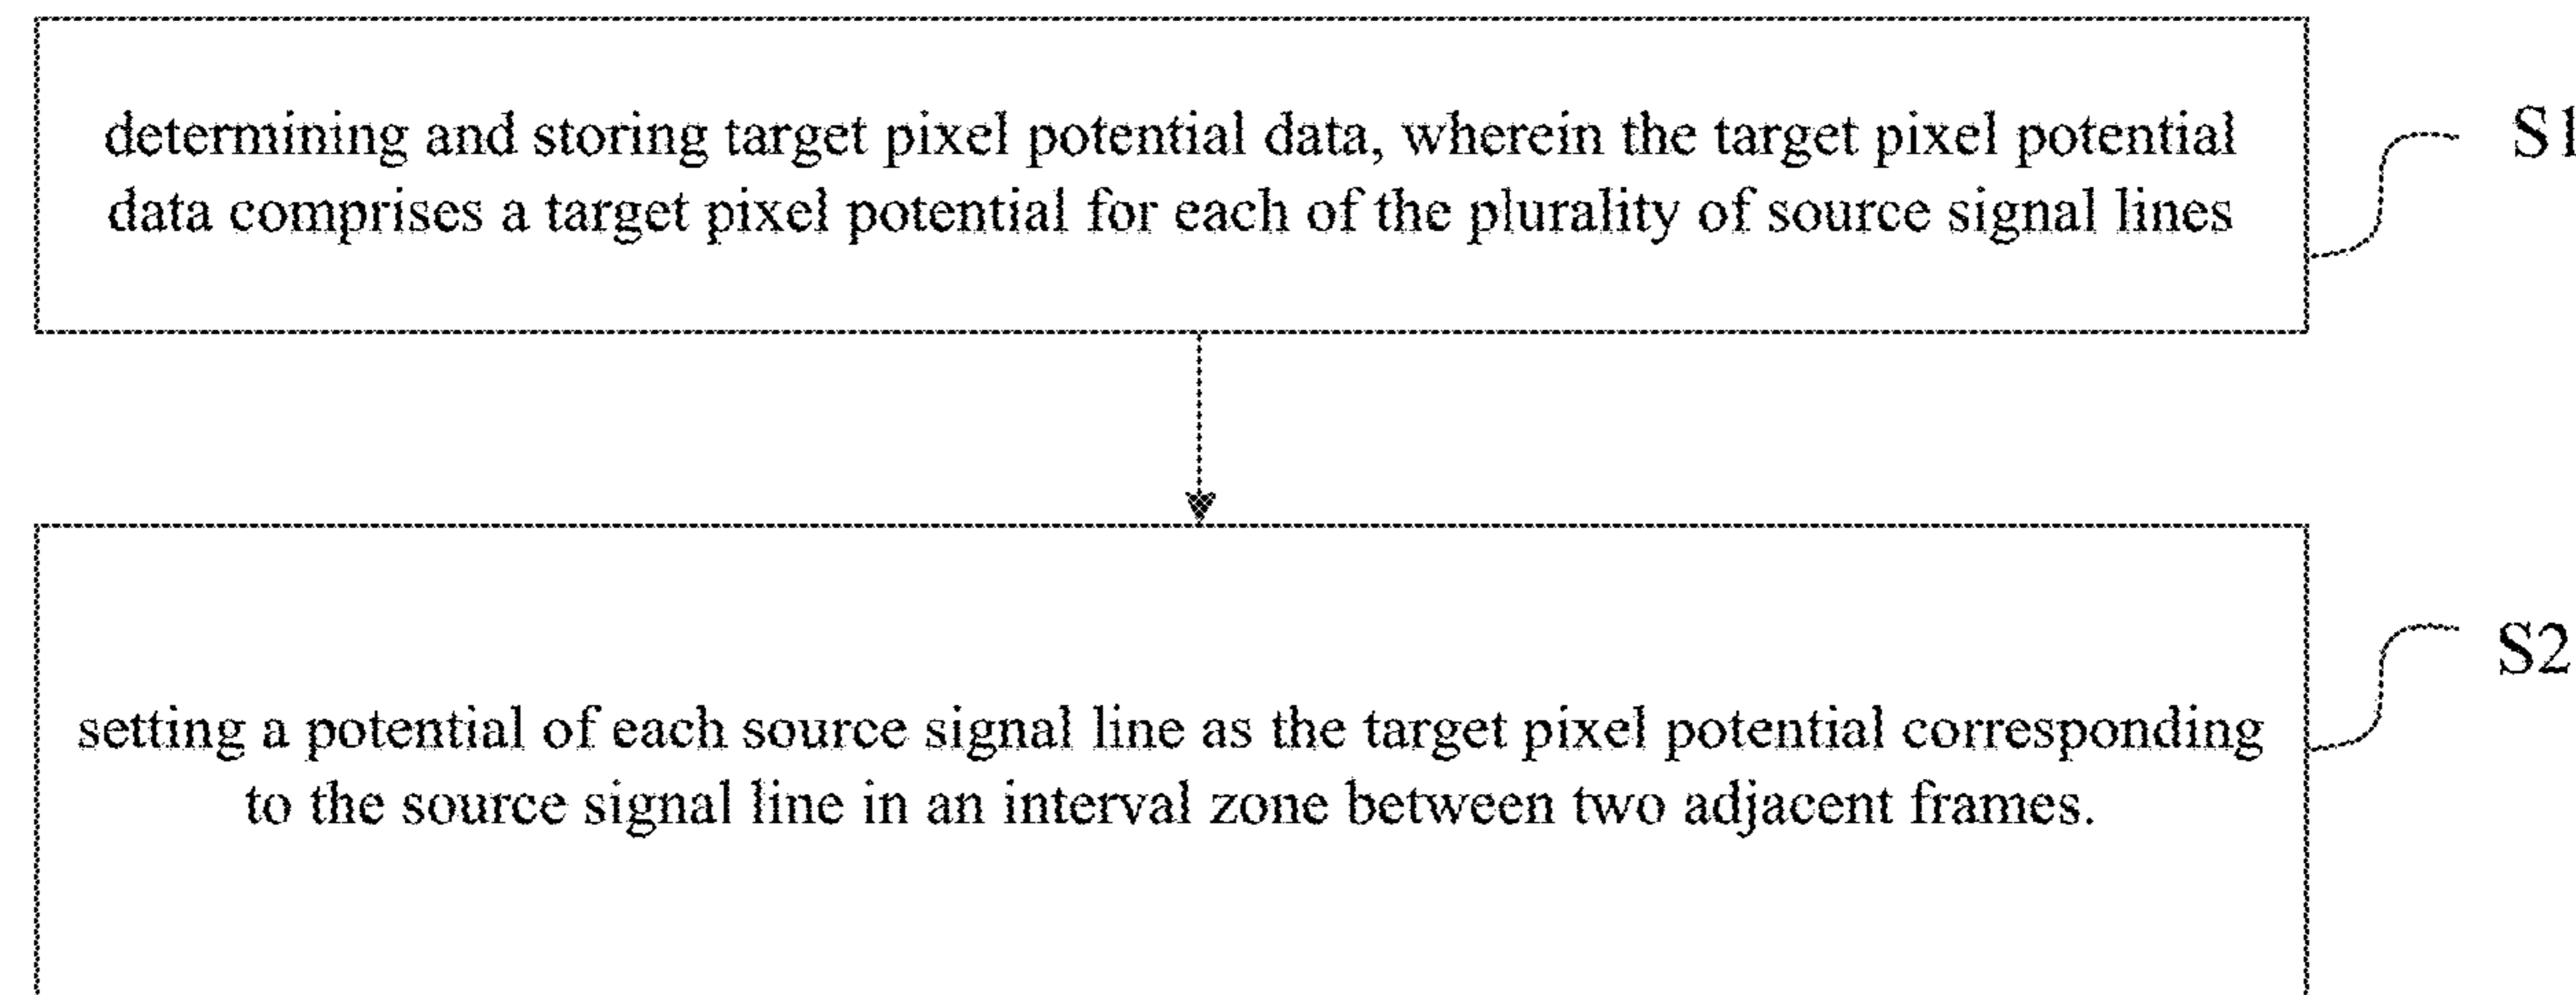 determining and storing target pixel potential data, wherein the target pixel potential
data comprises a target pixel potential for each of the plurality of source signal lines
S1
setting a potential of each source signal line as the target pixel potential corresponding
to the source signal line in an interval zone between two adjacent frames.
S2